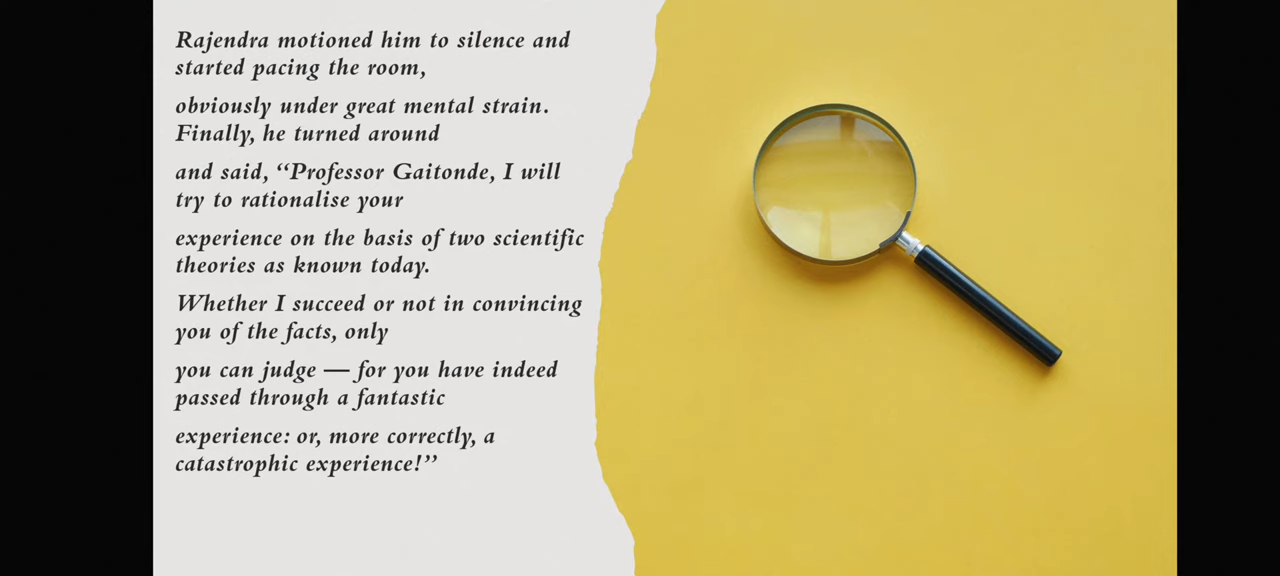 Rajendra motioned him to silence and
started pacing the room,
obviously under great mental strain.
Finally, he turned around
and said, “Professor Gaitonde, I will
try to rationalise your
experience on the basis of two scientific
theories as known today.
Whether I succeed or not in convincing
you of the facts, only
you can judge — for you have indeed
passed through a fantastic
experience: or, more correctly, a
catastrophic experience!”